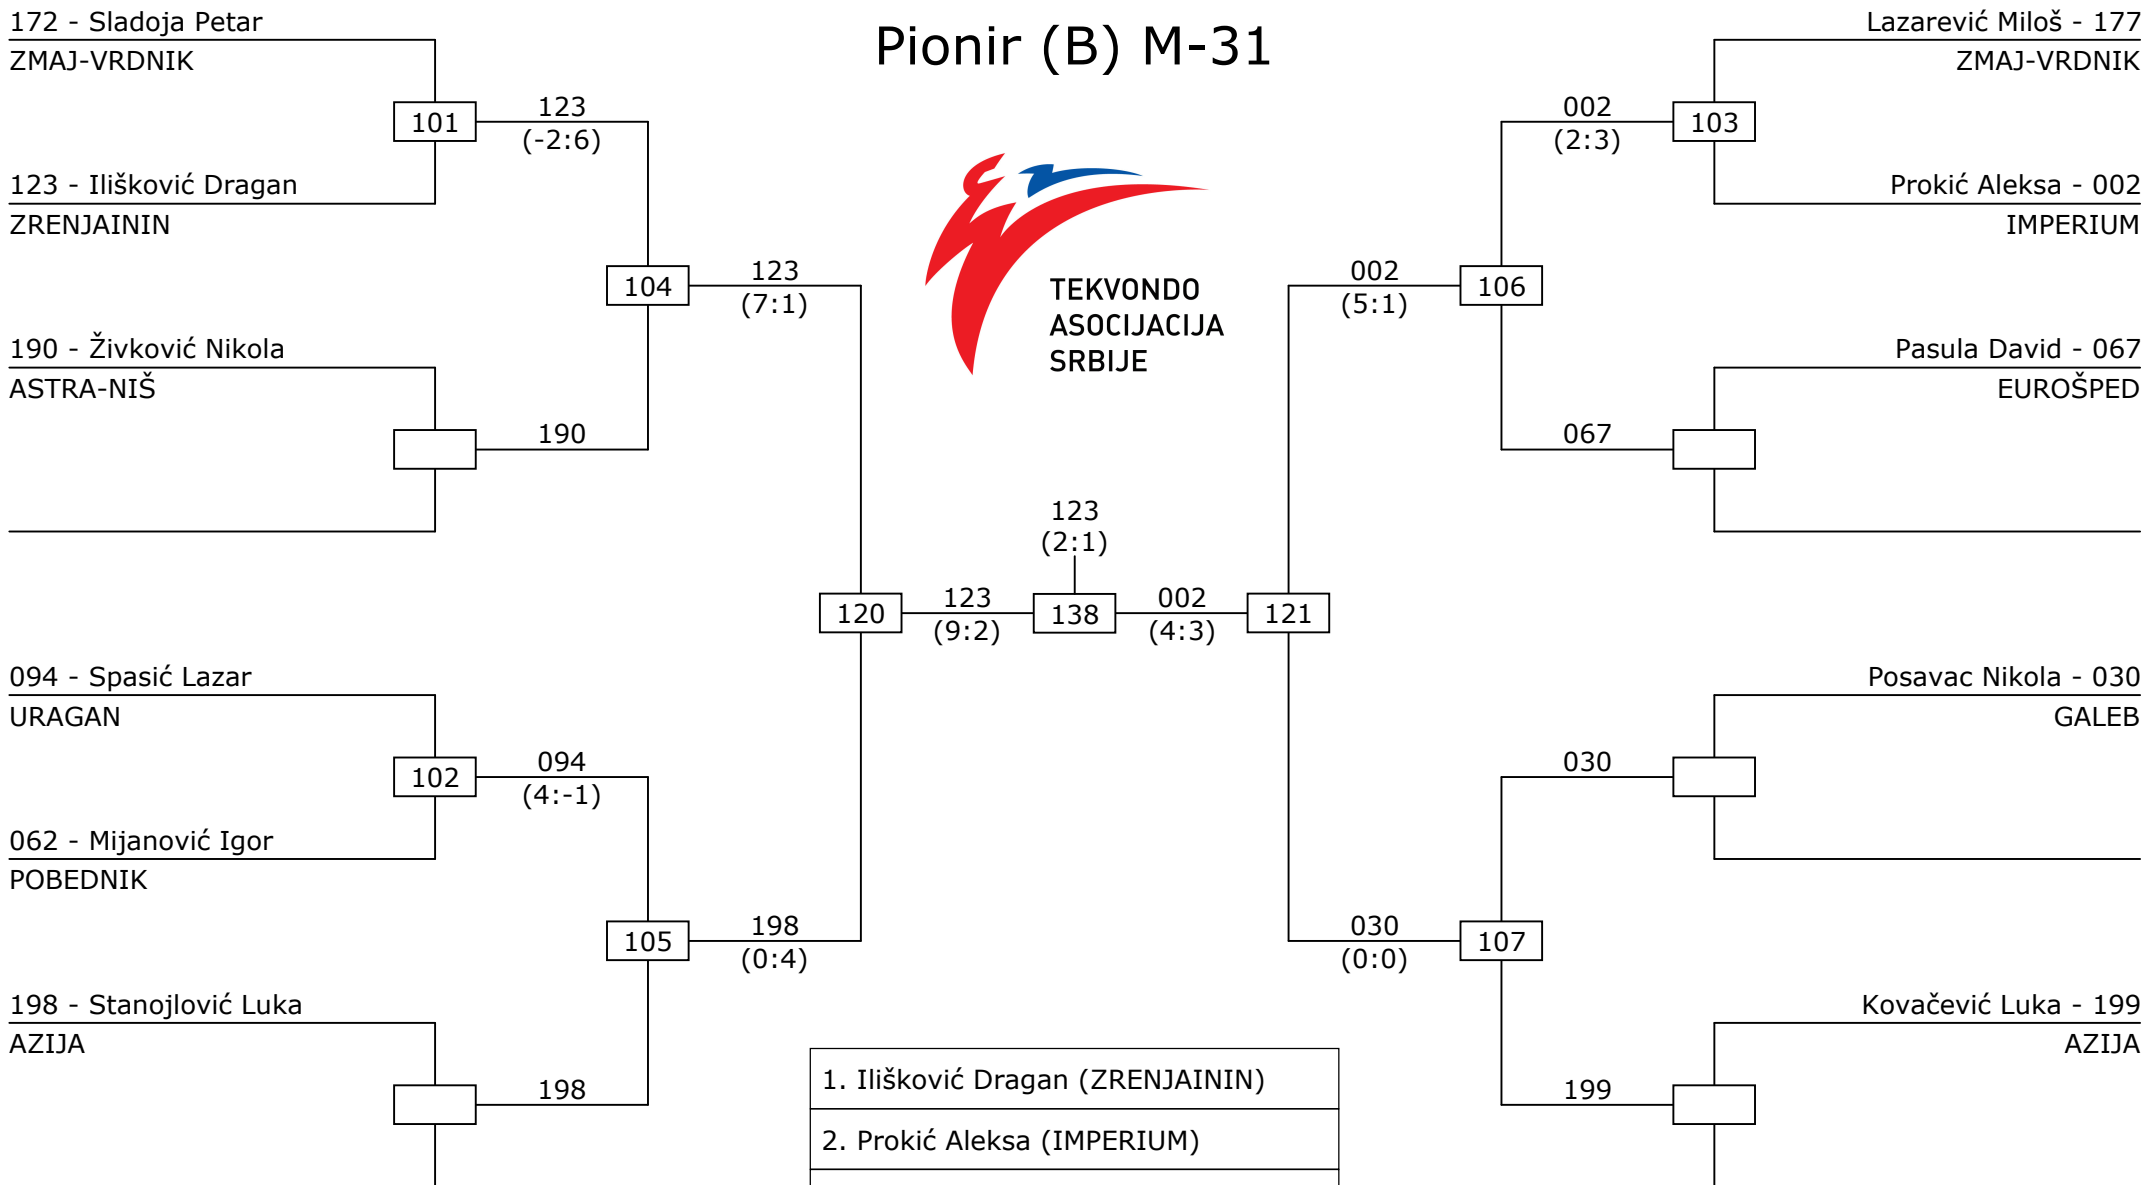 Pionir (B) M-31
172 - Sladoja Petar
ZMAJ-VRDNIK
101
123
(-2:6)
123 - Ilišković Dragan
ZRENJAININ
104
123
(7:1)
190 - Živković Nikola
ASTRA-NIŠ
190
094 - Spasić Lazar
URAGAN
102
094
(4:-1)
062 - Mijanović Igor
POBEDNIK
105
198
(0:4)
198 - Stanojlović Luka
AZIJA
198
120
123
(9:2)
TEKVONDO
ASOCIJACIJA
SRBIJE
123
(2:1)
138
002
(4:3)
121
Lazarević Miloš - 177
ZMAJ-VRDNIK
002
(2:3)
103
Prokić Aleksa - 002
IMPERIUM
002
(5:1)
106
Pasula David - 067
EUROŠPED
067
Posavac Nikola - 030
GALEB
030
030
(0:0)
107
Kovačević Luka - 199
AZIJA
199
1. Ilišković Dragan (ZRENJAININ)
2. Prokić Aleksa (IMPERIUM)